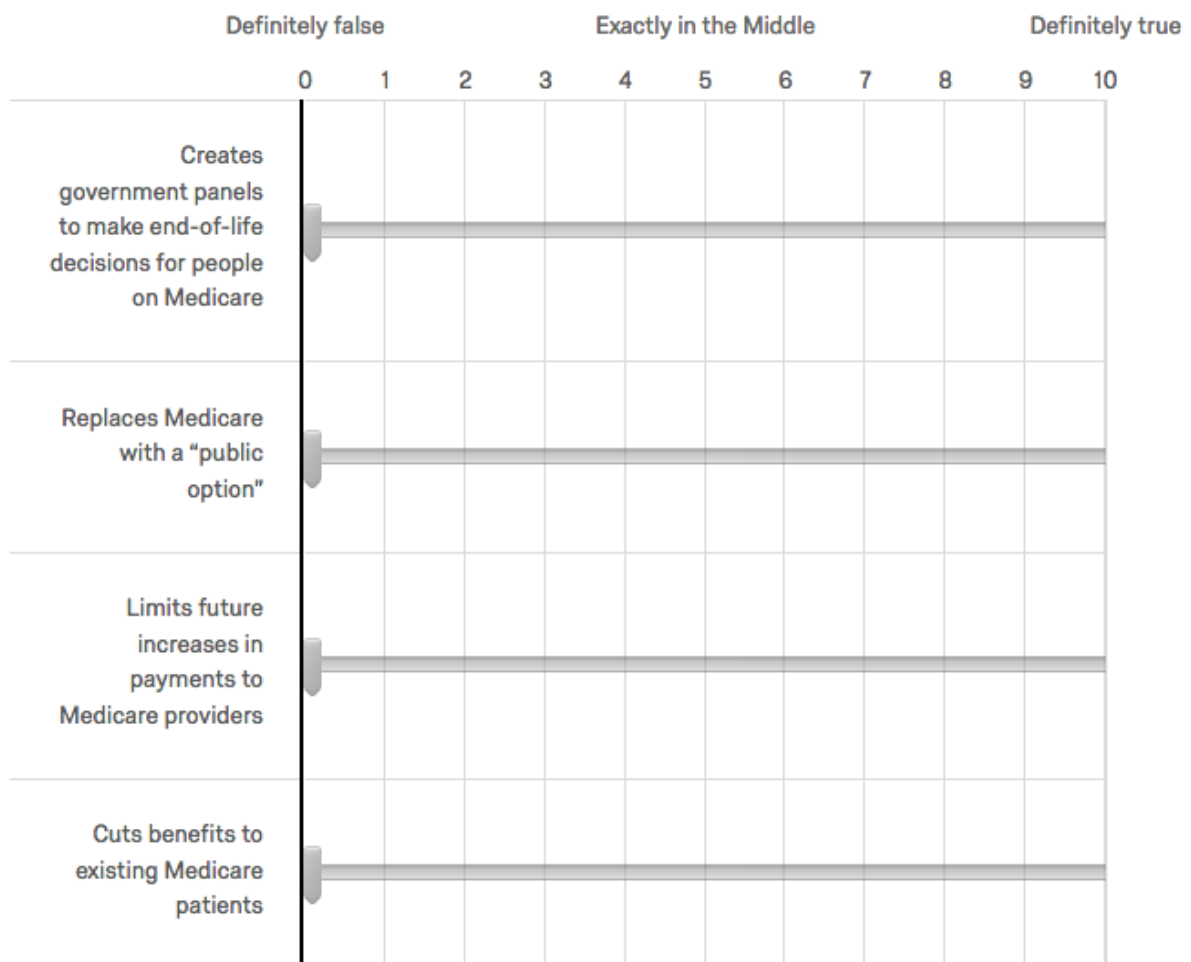 Definitely false Exactly in the Middle Definitely true
0 1 2 3 4 5 6 7 8 9 10
Creates
government panels
to make end-of-life
decisions for people
on Medicare
Replaces Medicare
with a “public
option”
Limits future
increases in
payments to
Medicare providers
Cuts benefits to
existing Medicare
patients